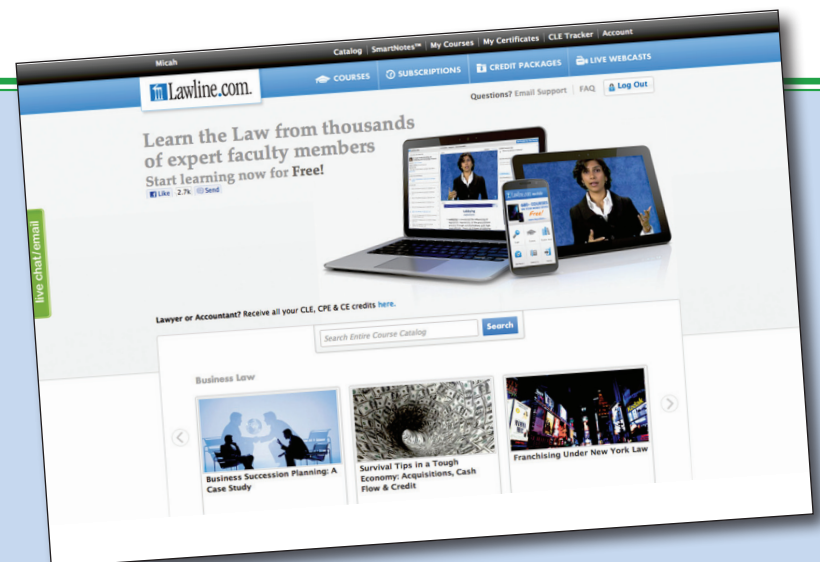 Micah
Catalog | SmartNotes™ | My Courses | My Certificates | CLE Tracker | Account
Lawline.com.
COURSES
SUBSCRIPTIONS
CREDIT PACKAGES
LIVE WEBCASTS
Questions? Email Support | FAQ
Log Out
Learn the Law from thousands
of expert faculty members
Start learning now for Free!
Like 2.7k Send
Free!
live chat/email
Lawyer or Accountant? Receive all your CLE, CPE & CE credits here.
Search Entire Course Catalog
Search
Business Law
Business Succession Planning: A
Case Study
Survival Tips in a Tough
Economy: Acquisitions, Cash
Flow & Credit
Franchising Under New York Law
Kodak